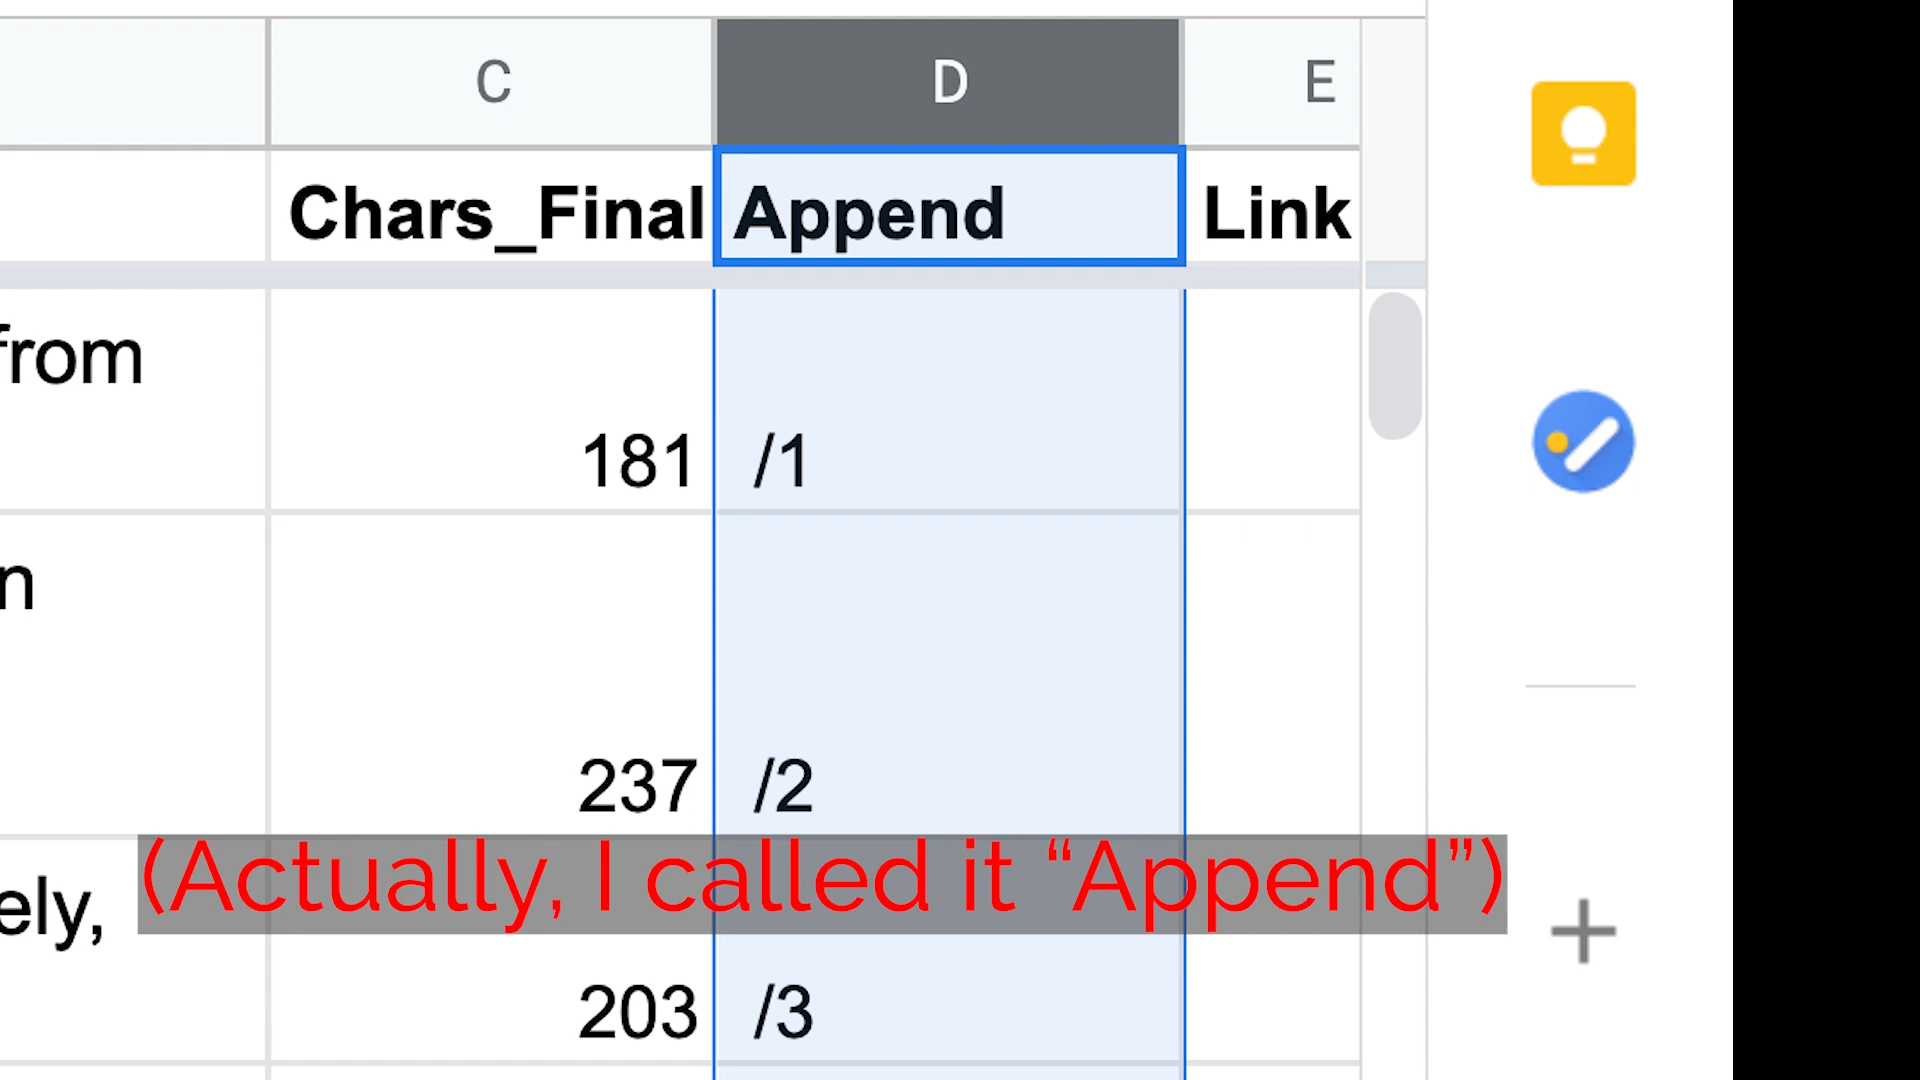 C D E
Chars_Final Append Link
from
181 /1
n
237 /2
(Actually, I called it “Append”)
ely,
203 /3